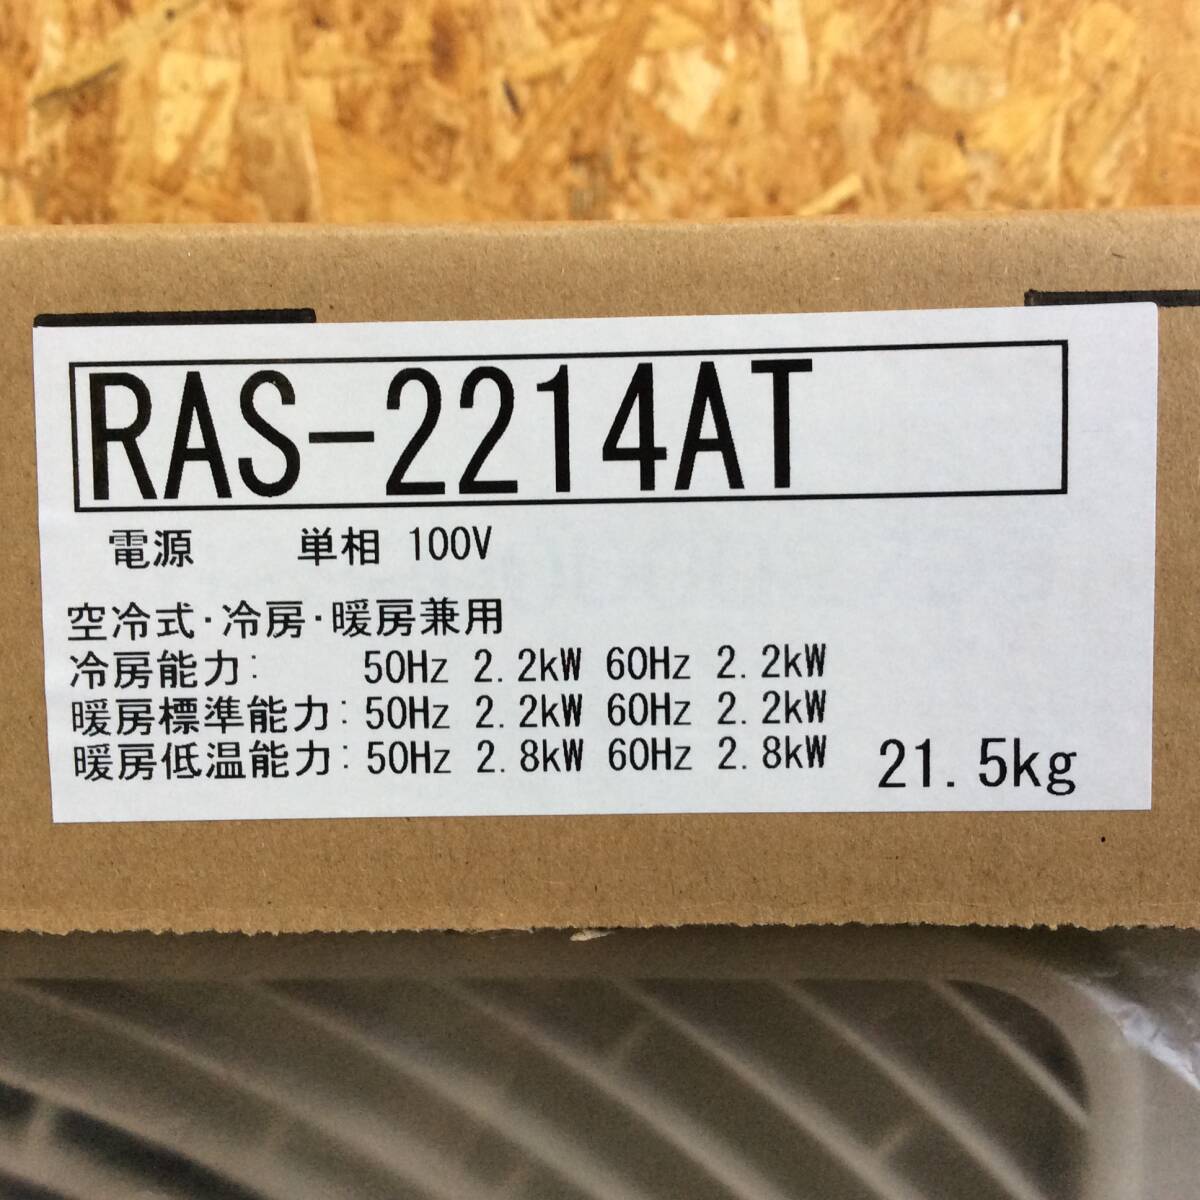 RAS-2214AT
電源 単相 100V
空冷式・冷房・暖房兼用
冷房能力: 50Hz 2.2kW 60Hz 2.2kW
暖房標準能力: 50Hz 2.2kW 60Hz 2.2kW
暖房低温能力: 50Hz 2.8kW 60Hz 2.8kW
21.5kg